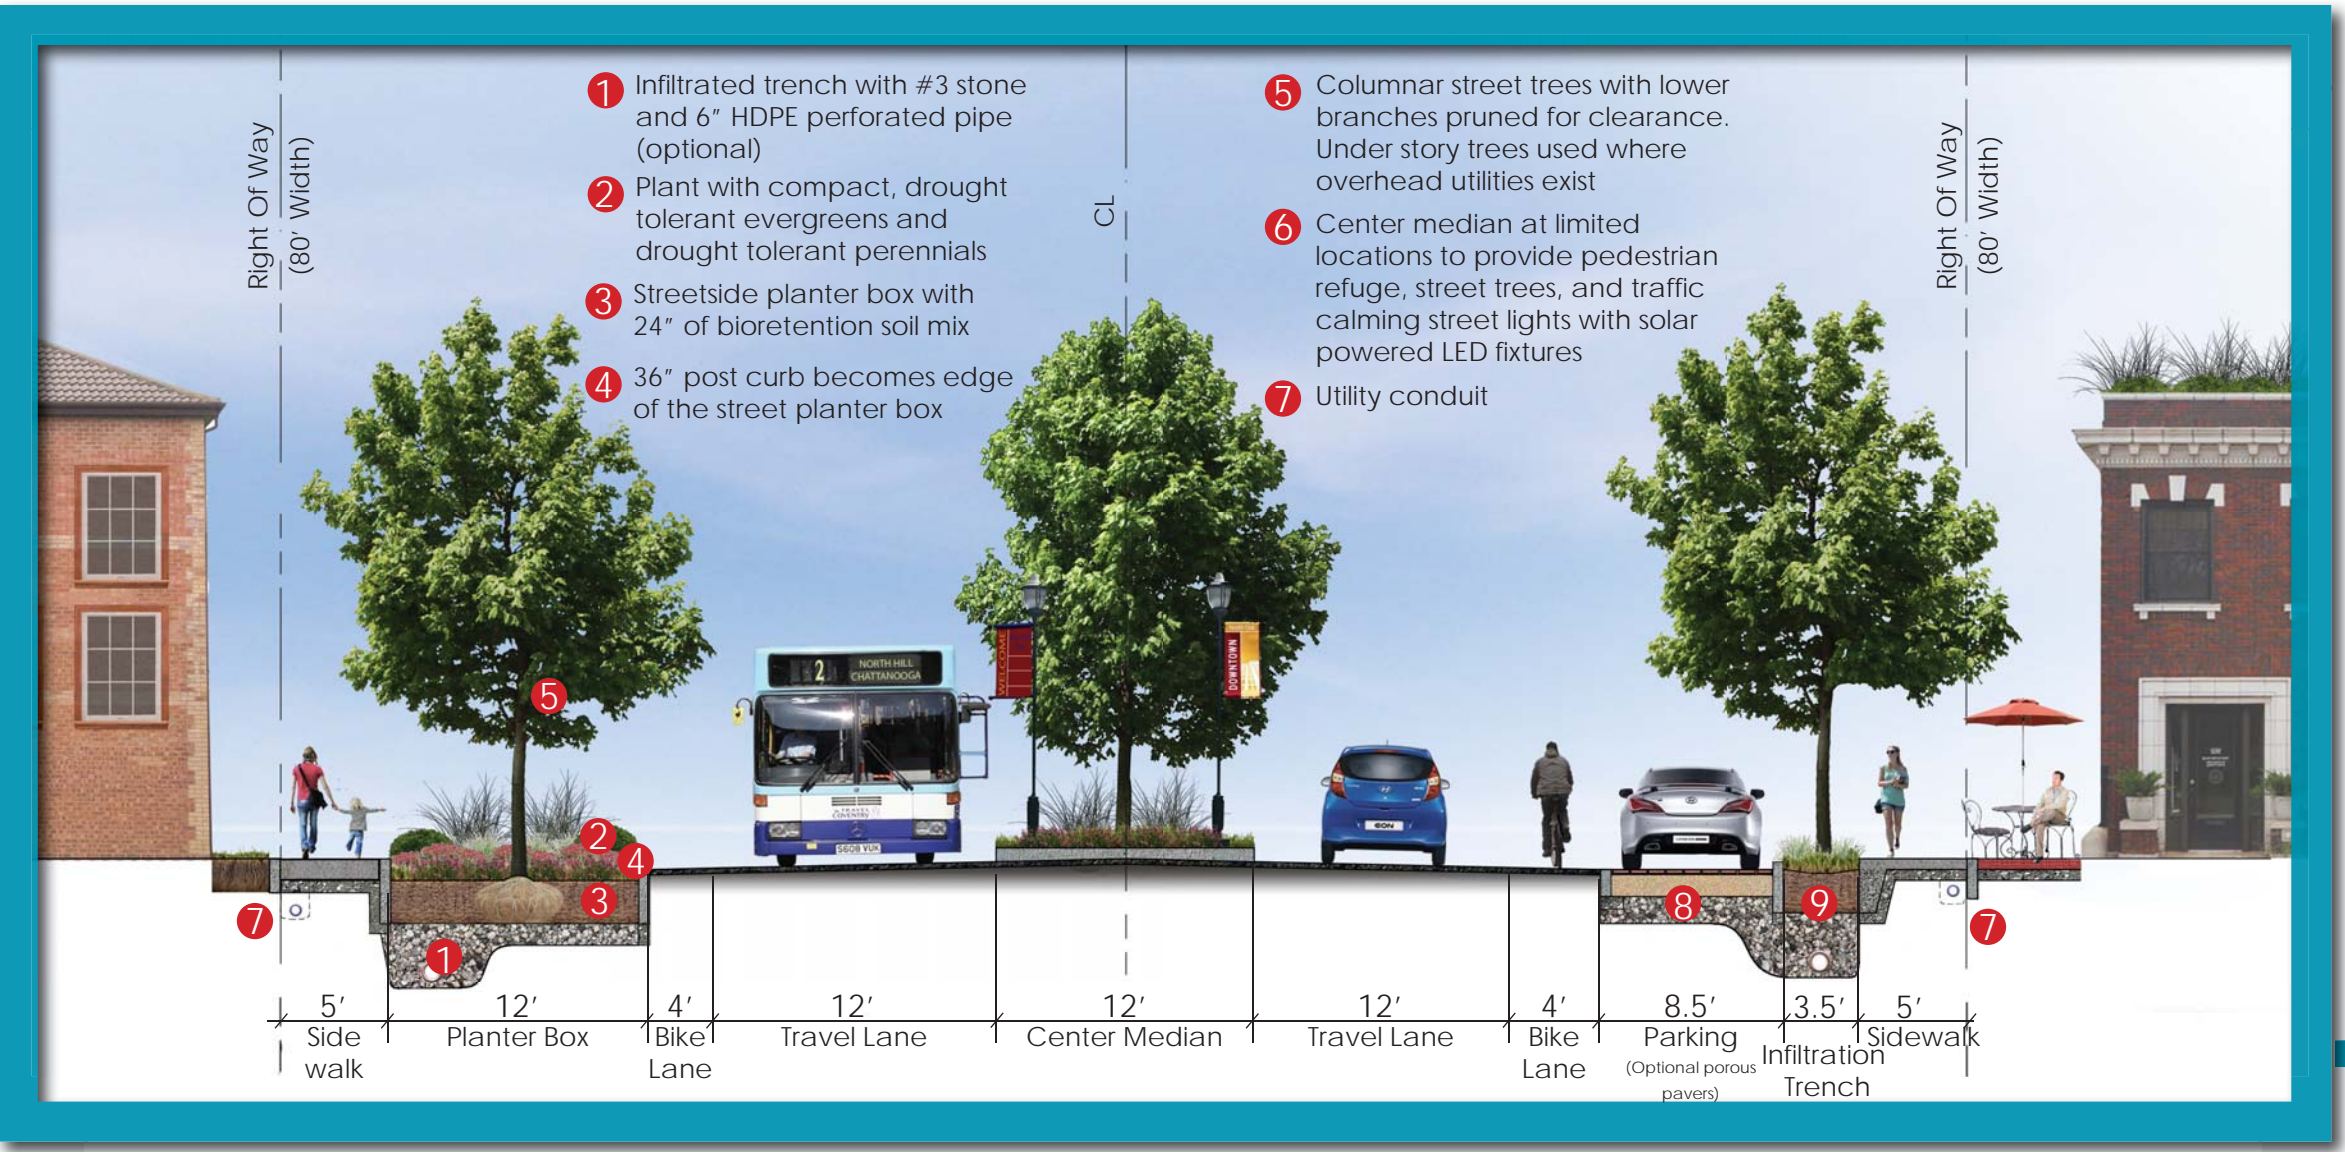 Right Of Way
(80' Width)
1 Infiltrated trench with #3 stone
and 6" HDPE perforated pipe
(optional)
2 Plant with compact, drought
tolerant evergreens and
drought tolerant perennials
3 Streetside planter box with
24" of bioretention soil mix
4 36" post curb becomes edge
of the street planter box
CL
5 Columnar street trees with lower
branches pruned for clearance.
Under story trees used where
overhead utilities exist
6 Center median at limited
locations to provide pedestrian
refuge, street trees, and traffic
calming street lights with solar
powered LED fixtures
7 Utility conduit
Right Of Way
(80' Width)
5
2 NORTH HILL
CHATTANOOGA
TRAVEL
COVENTRY
S608 VUK
WELCOME
DOWNTOWN
EON
2
4
3
7
1
8
9
7
5'
Side
walk
12'
Planter Box
4'
Bike
Lane
12'
Travel Lane
12'
Center Median
12'
Travel Lane
4'
Bike
Lane
8.5'
Parking
(Optional porous
pavers)
3.5'
Infiltration
Trench
5'
Sidewalk